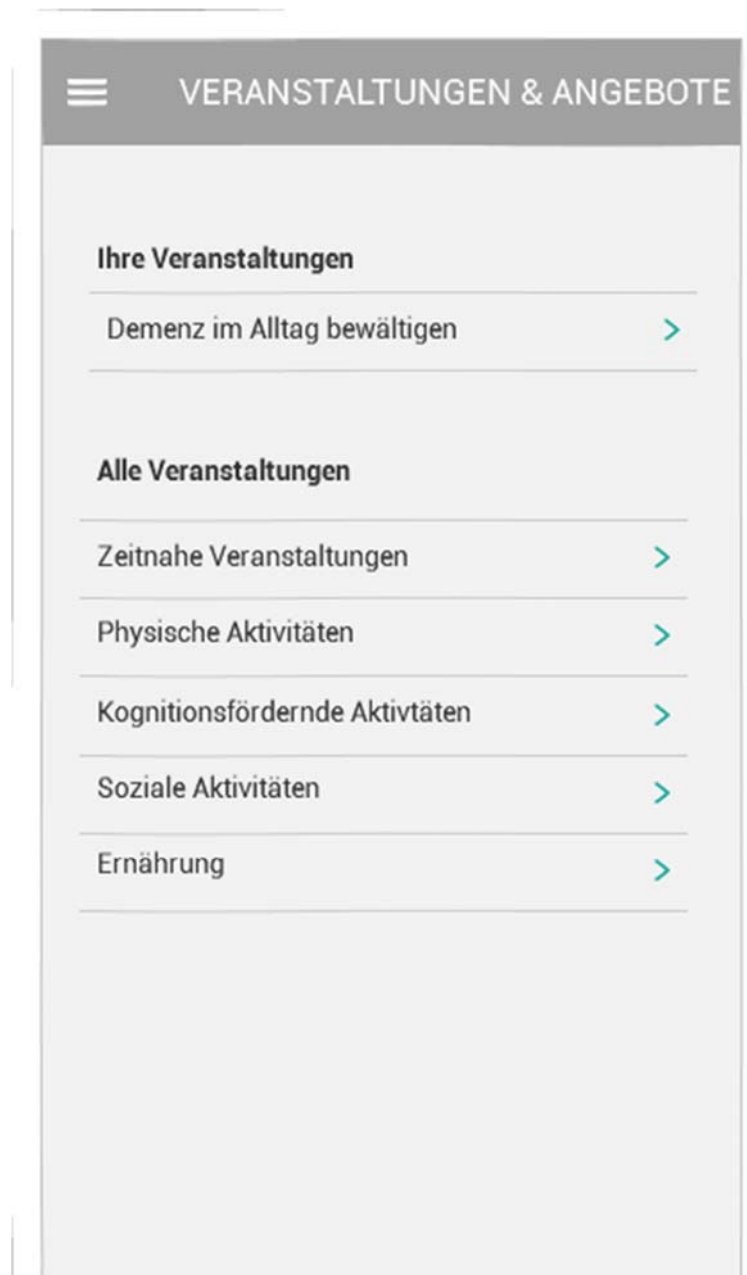 VERANSTALTUNGEN & ANGEBOTE
Ihre Veranstaltungen
Demenz im Alltag bewältigen
Alle Veranstaltungen
Zeitnahe Veranstaltungen
Physische Aktivitäten
Kognitionsfördernde Aktivtäten
Soziale Aktivitäten
Ernährung